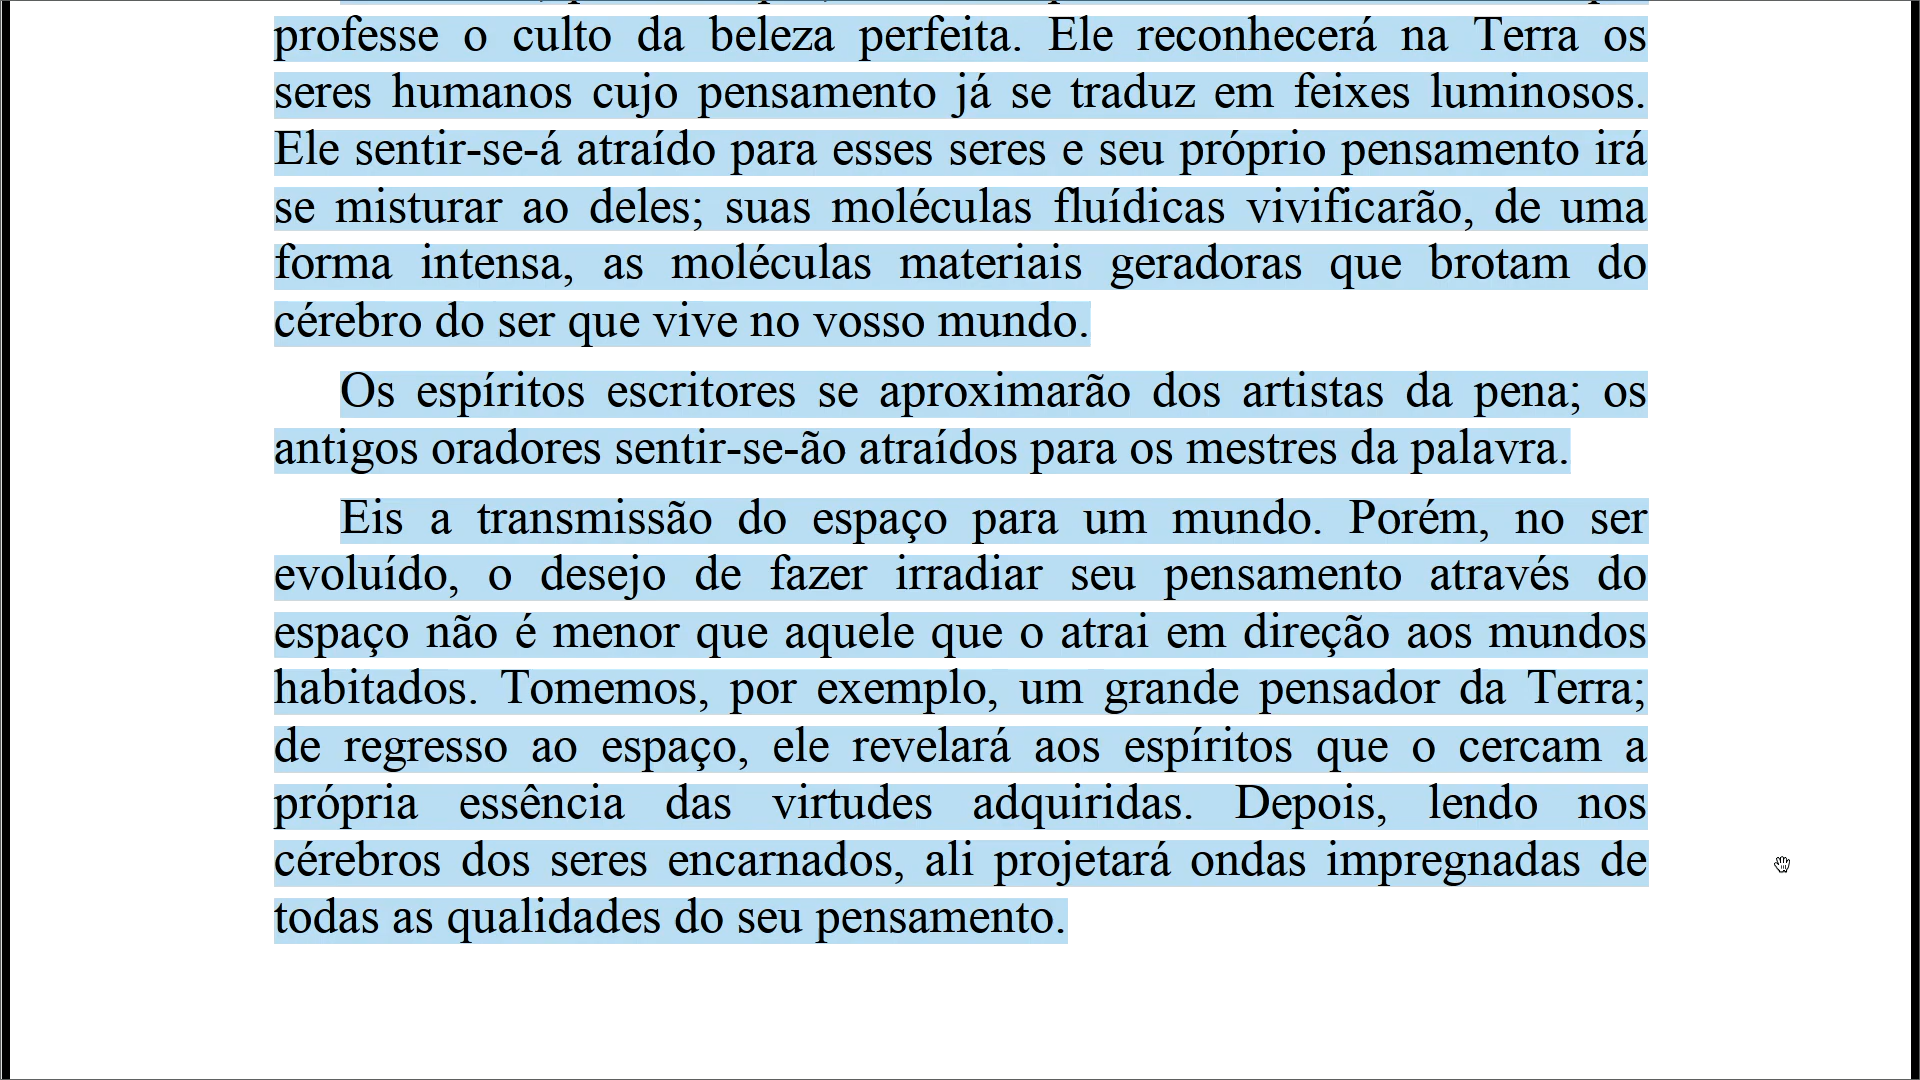 professe o culto da beleza perfeita. Ele reconhecerá na Terra os
seres humanos cujo pensamento já se traduz em feixes luminosos.
Ele sentir-se-á atraído para esses seres e seu próprio pensamento irá
se misturar ao deles; suas moléculas fluídicas vivificarão, de uma
forma intensa, as moléculas materiais geradoras que brotam do
cérebro do ser que vive no vosso mundo.
Os espíritos escritores se aproximarão dos artistas da pena; os
antigos oradores sentir-se-ão atraídos para os mestres da palavra.
Eis a transmissão do espaço para um mundo. Porém, no ser
evoluído, o desejo de fazer irradiar seu pensamento através do
espaço não é menor que aquele que o atrai em direção aos mundos
habitados. Tomemos, por exemplo, um grande pensador da Terra;
de regresso ao espaço, ele revelará aos espíritos que o cercam a
própria essência das virtudes adquiridas. Depois, lendo nos
cérebros dos seres encarnados, ali projetará ondas impregnadas de
todas as qualidades do seu pensamento.